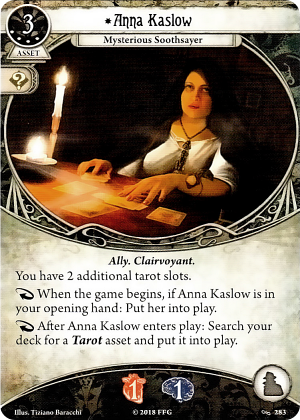 3
Anna Kaslow
Mysterious Soothsayer
ASSET
Ally. Clairvoyant.
You have 2 additional tarot slots.
When the game begins, if Anna Kaslow is in
your opening hand: Put her into play.
After Anna Kaslow enters play: Search your
deck for a Tarot asset and put it into play.
1 1
Illus. Tiziano Baracchi © 2018 FFG 283